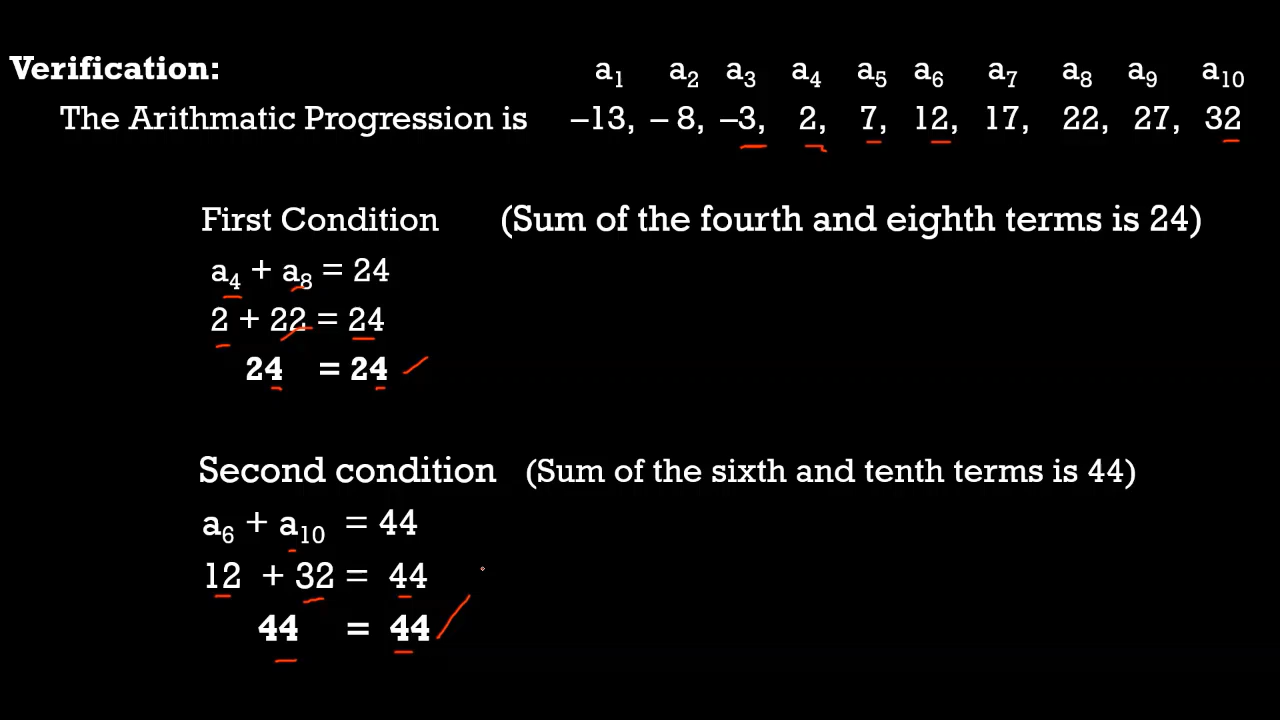 Verification: a₁ a₂ a₃ a₄ a₅ a₆ a₇ a₈ a₉ a₁₀
The Arithmatic Progression is –13, – 8, –3, 2, 7, 12, 17, 22, 27, 32
First Condition (Sum of the fourth and eighth terms is 24)
a₄ + a₈ = 24
2 + 22 = 24
24 = 24
Second condition (Sum of the sixth and tenth terms is 44)
a₆ + a₁₀ = 44
12 + 32 = 44
44 = 44